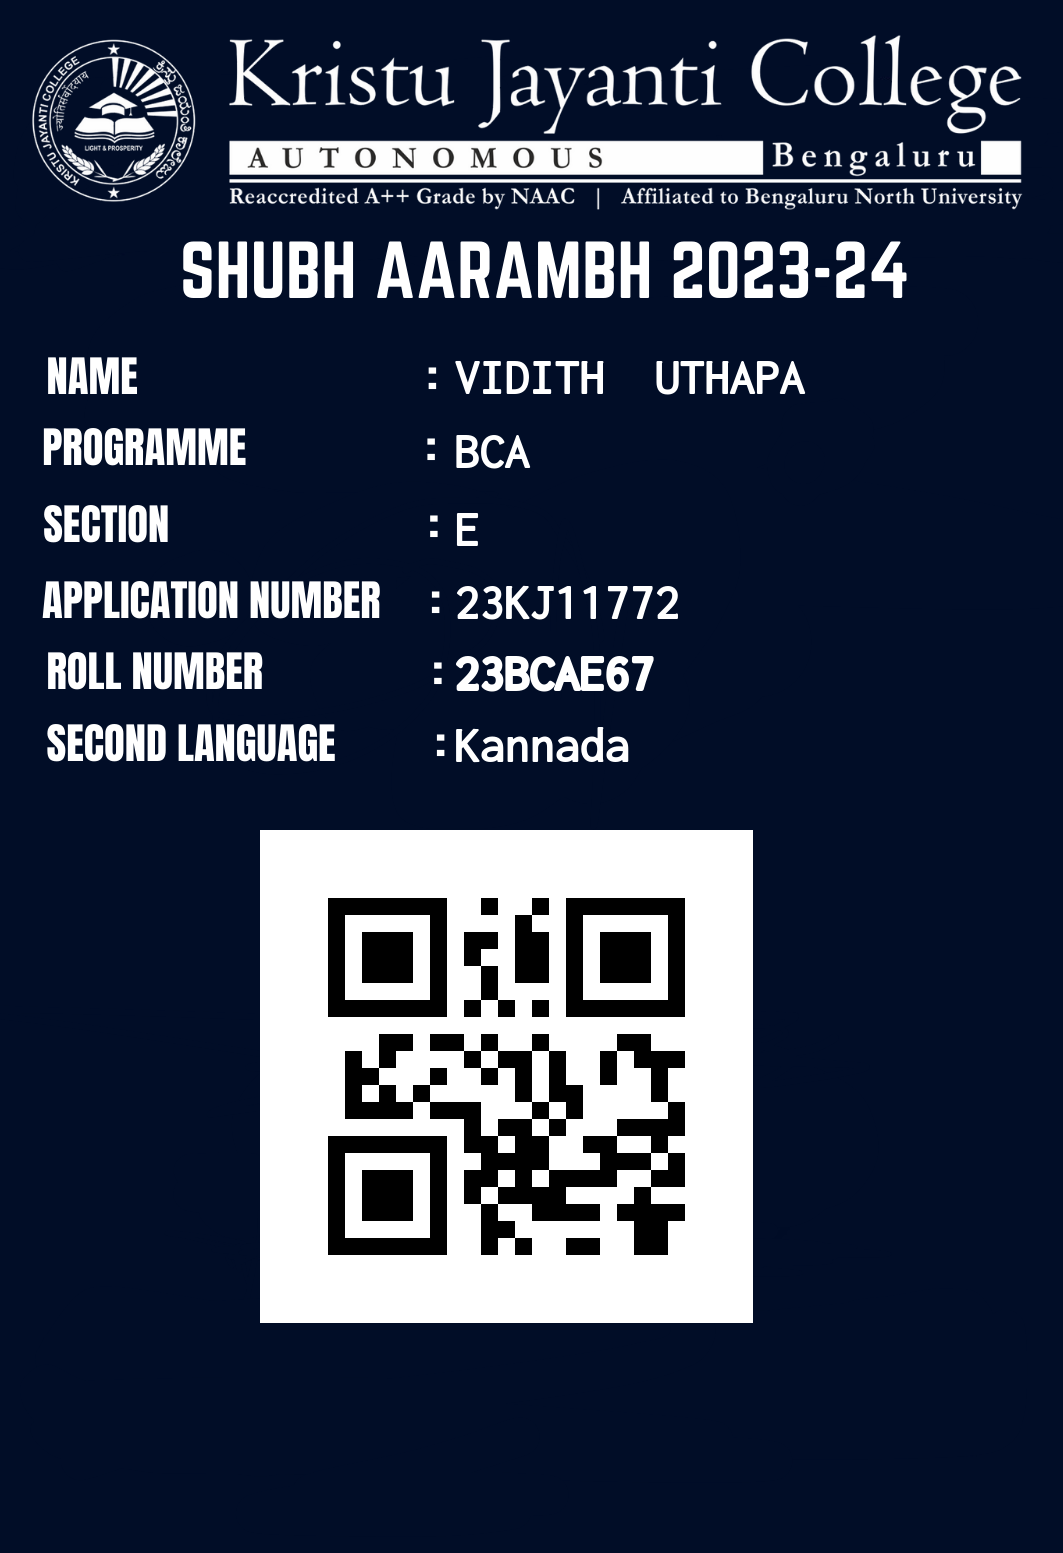 Kristu Jayanti College
AUTONOMOUS Bengaluru
Reaccredited A++ Grade by NAAC | Affiliated to Bengaluru North University
KRISTU JAYANTI COLLEGE
ಕ್ರಿಸ್ತು ಜಯಂತಿ ಕಾಲೇಜು
LIGHT & PROSPERITY
SHUBH AARAMBH 2023-24
NAME : VIDITH UTHAPA
PROGRAMME : BCA
SECTION : E
APPLICATION NUMBER : 23KJ11772
ROLL NUMBER : 23BCAE67
SECOND LANGUAGE : Kannada